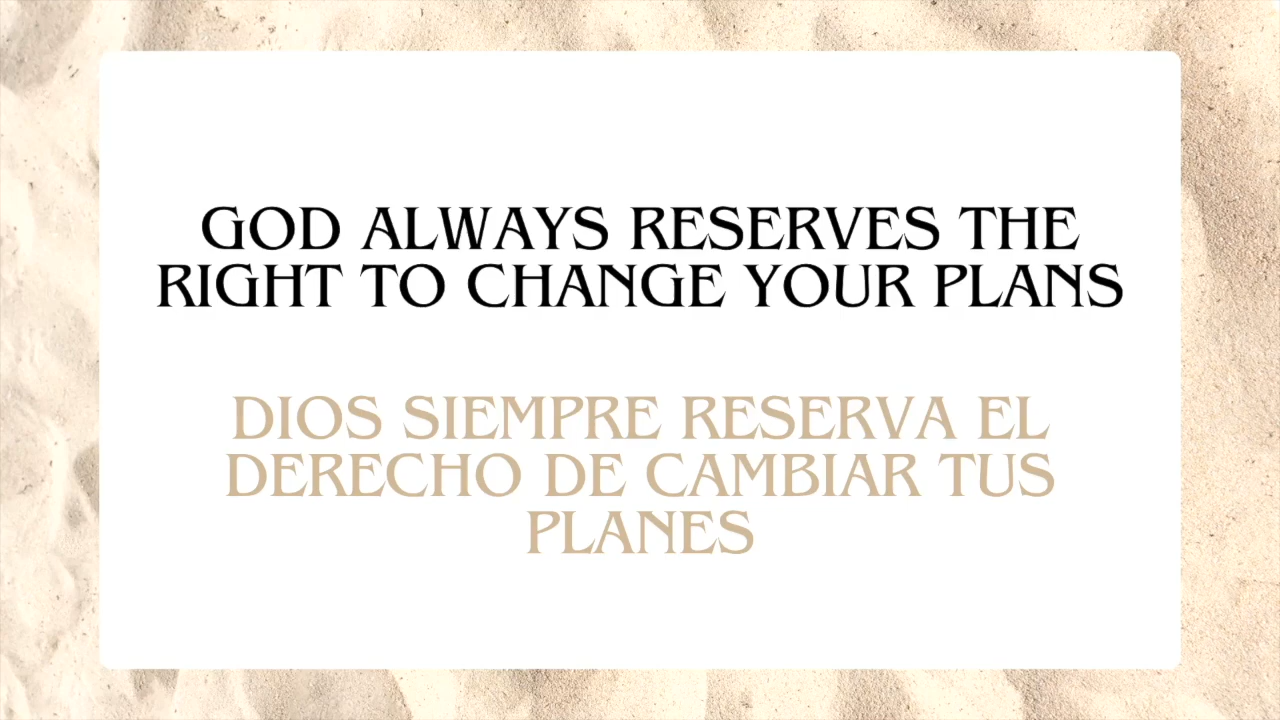 GOD ALWAYS RESERVES THE
RIGHT TO CHANGE YOUR PLANS
DIOS SIEMPRE RESERVA EL
DERECHO DE CAMBIAR TUS
PLANES